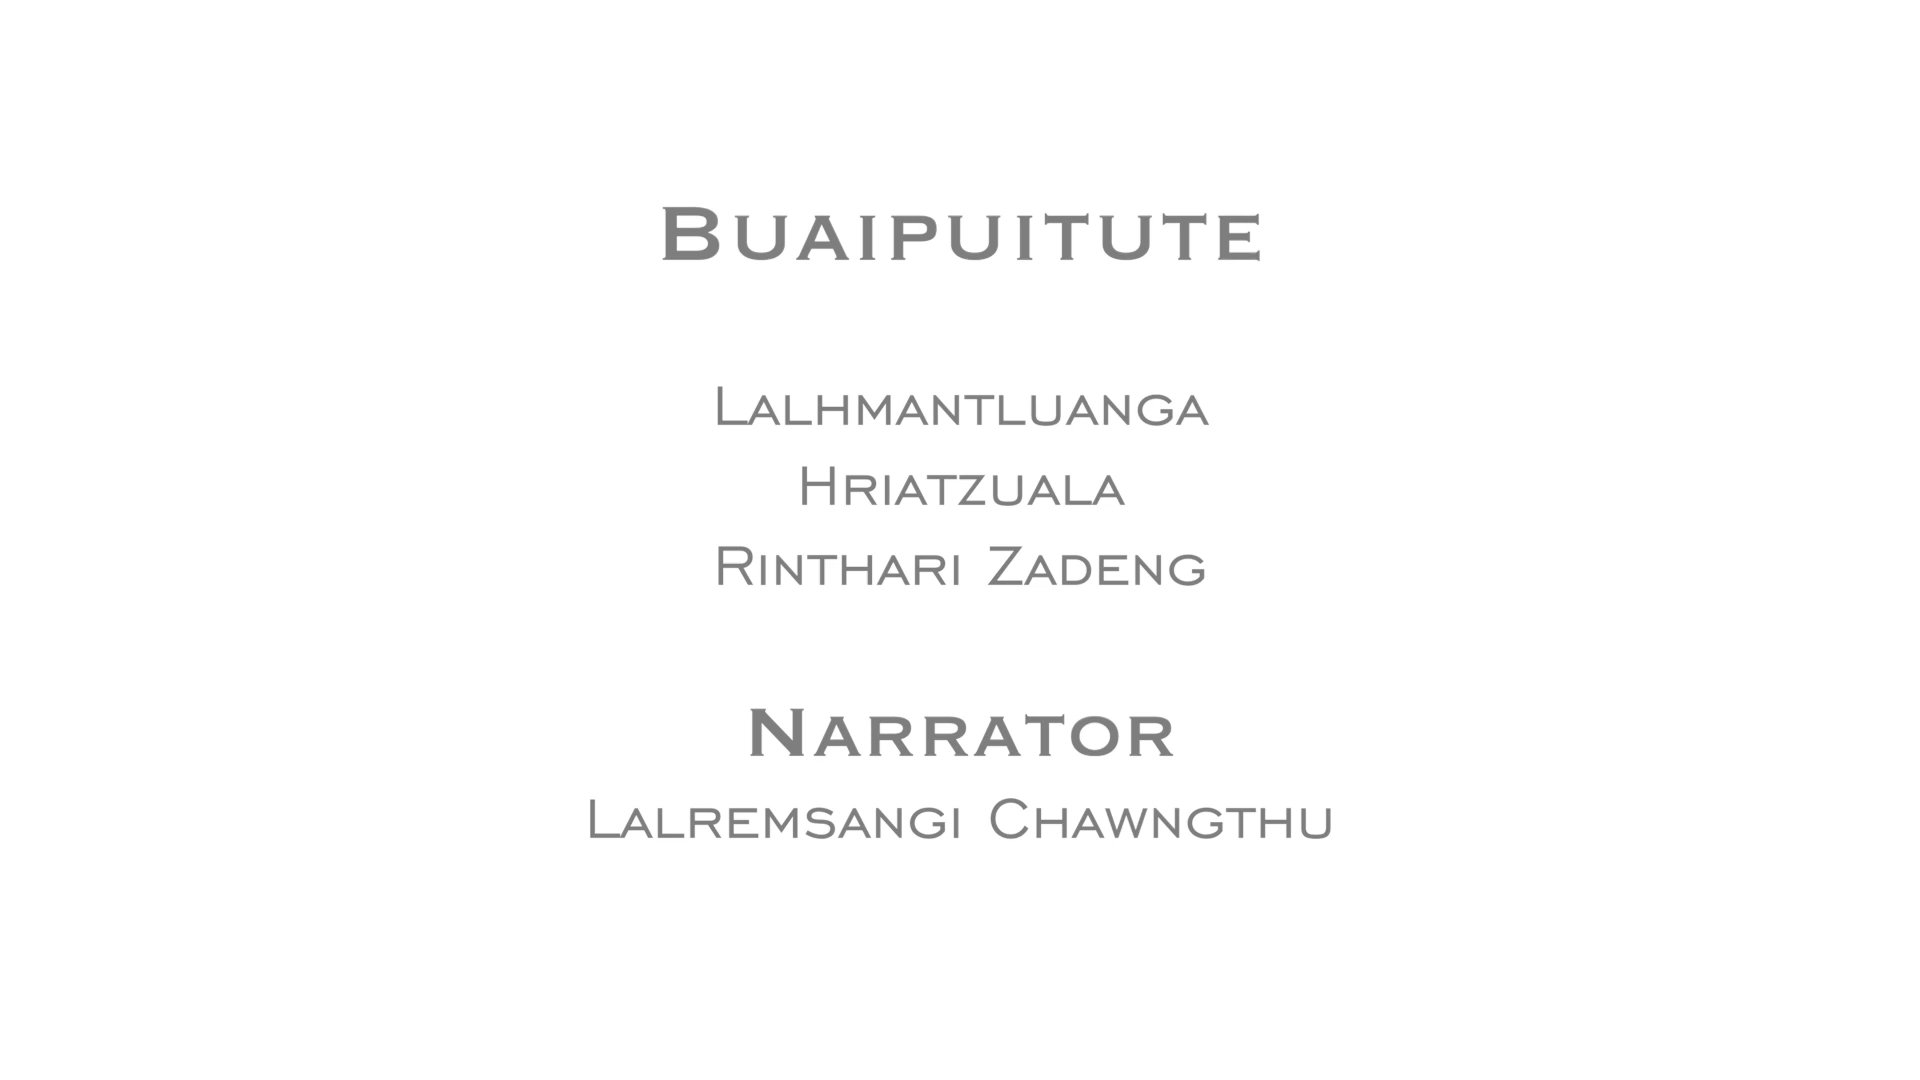 Buaipuitute
Lalhmantluanga
Hriatzuala
Rinthari Zadeng
Narrator
Lalremsangi Chawngthu